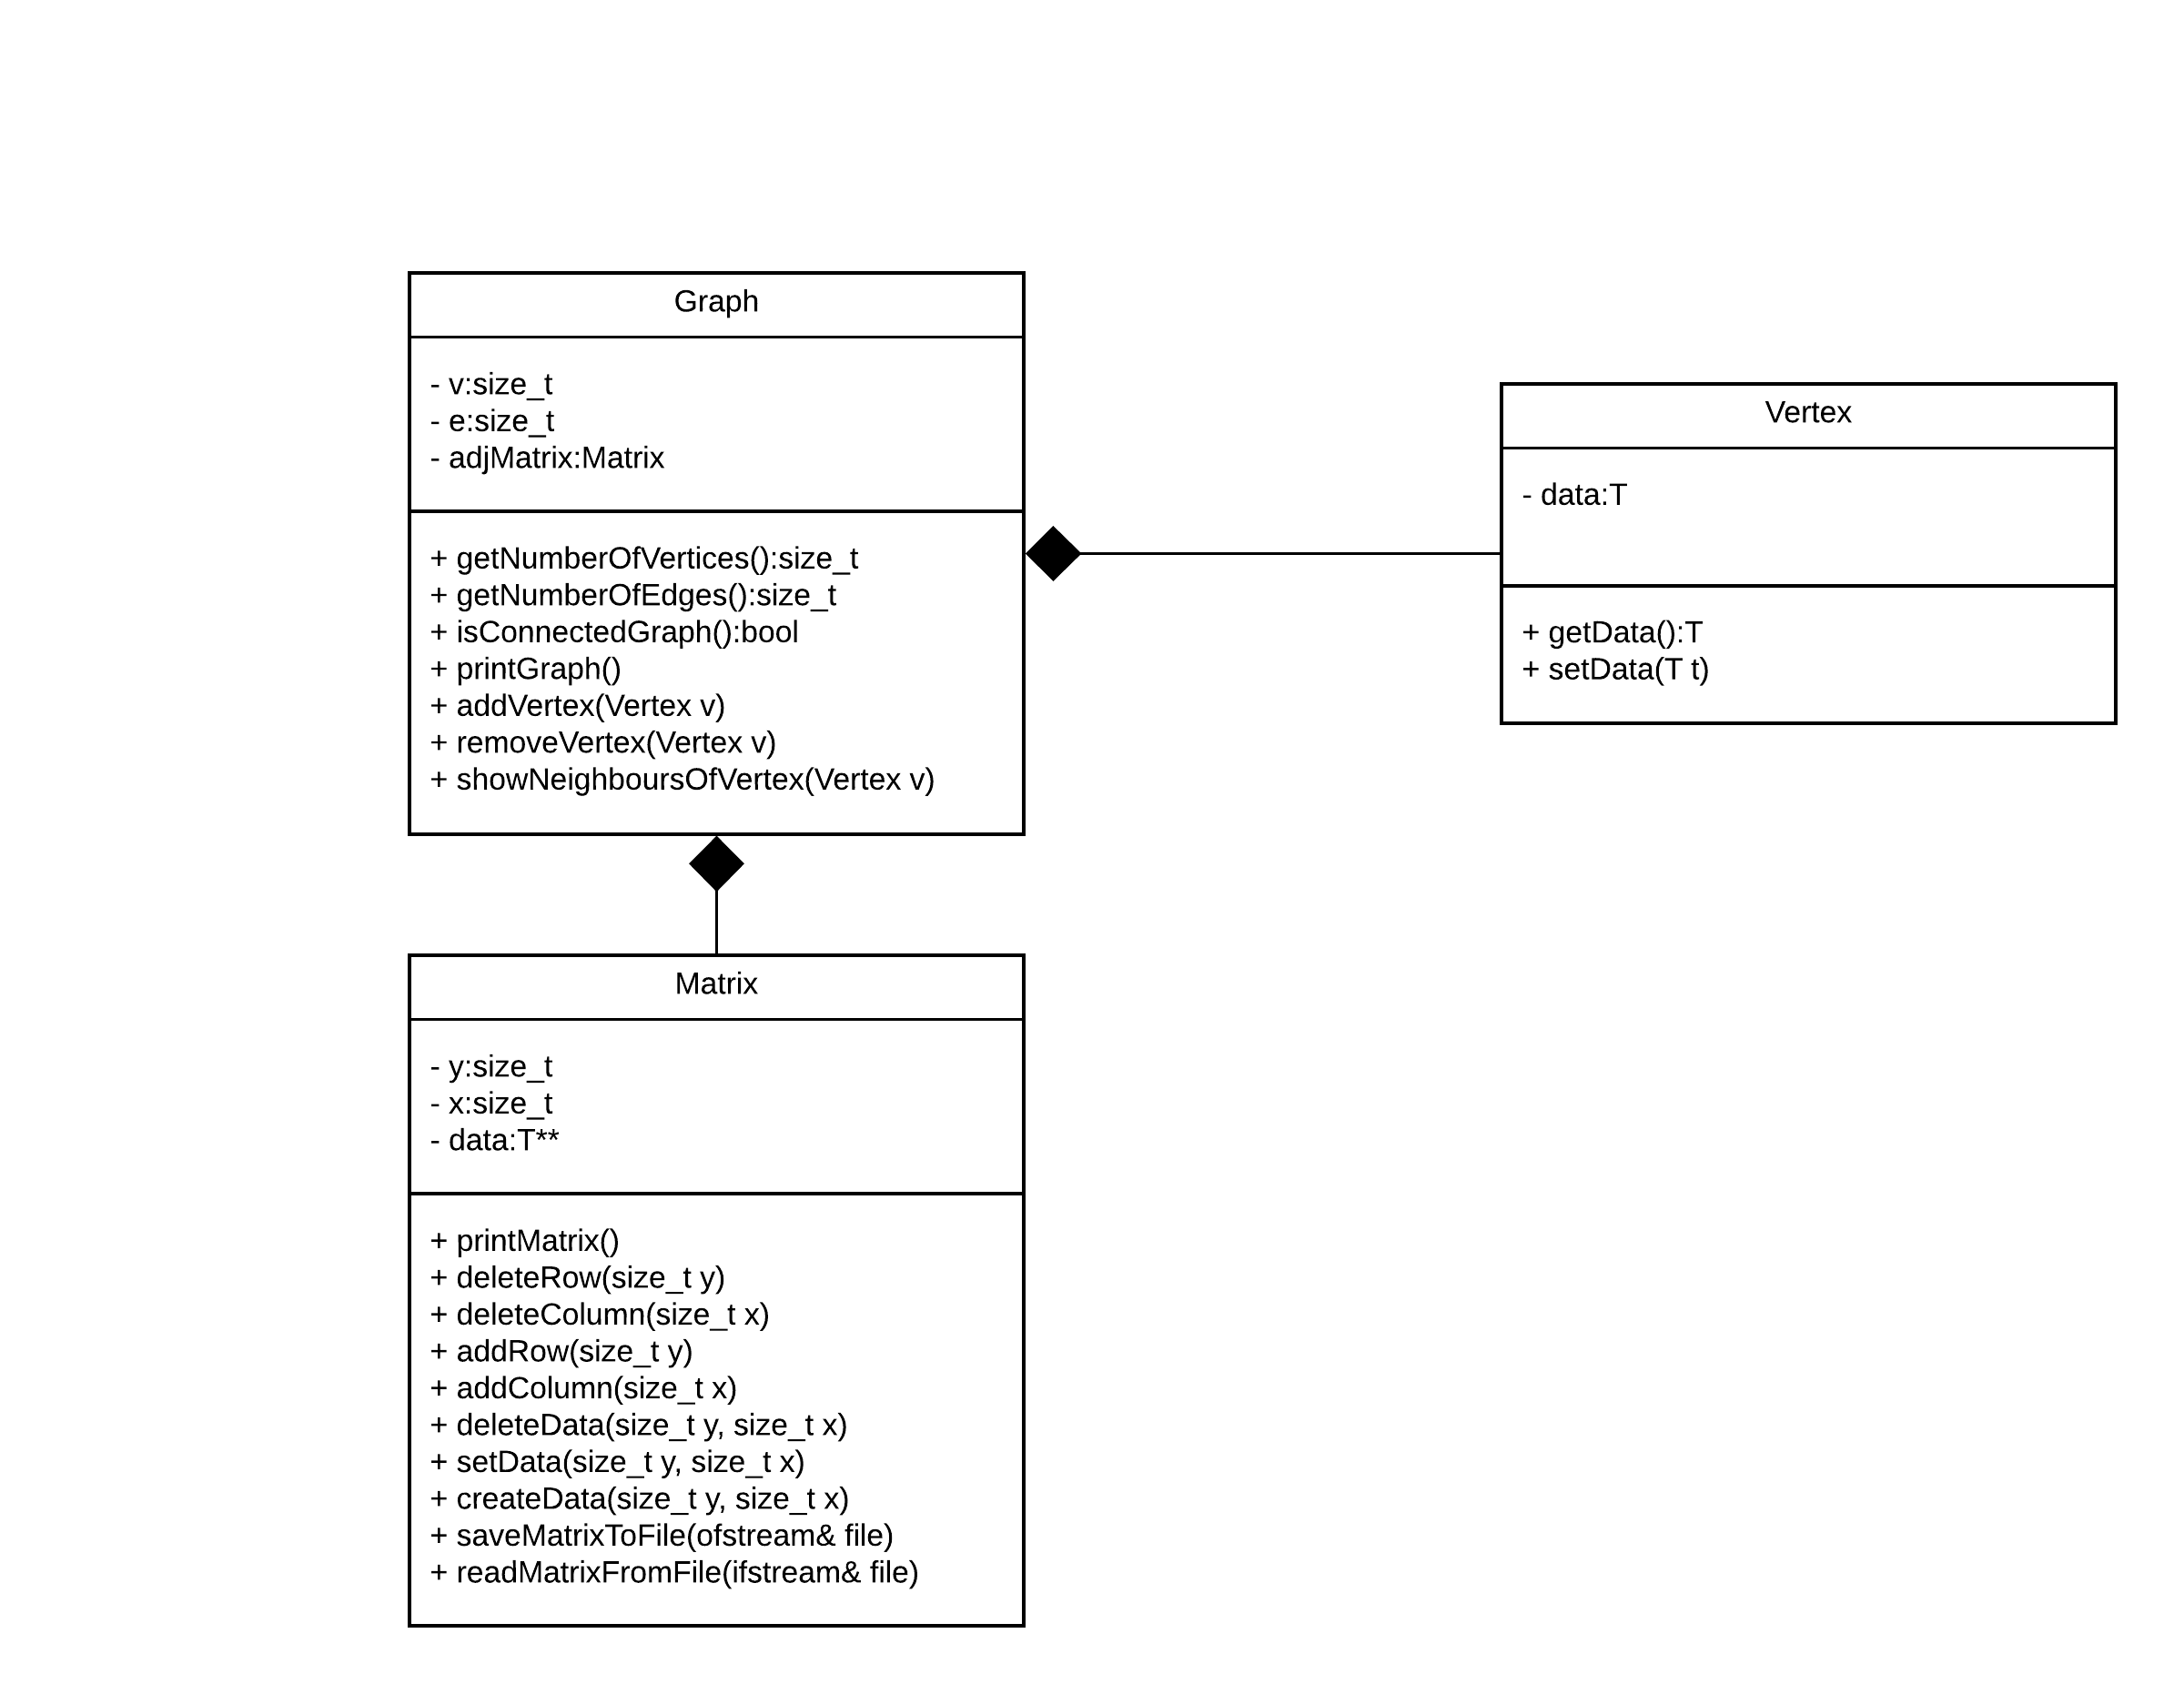 Graph
- v:size_t
- e:size_t
- adjMatrix:Matrix
+ getNumberOfVertices():size_t
+ getNumberOfEdges():size_t
+ isConnectedGraph():bool
+ printGraph()
+ addVertex(Vertex v)
+ removeVertex(Vertex v)
+ showNeighboursOfVertex(Vertex v)
Vertex
- data:T
+ getData():T
+ setData(T t)
Matrix
- y:size_t
- x:size_t
- data:T**
+ printMatrix()
+ deleteRow(size_t y)
+ deleteColumn(size_t x)
+ addRow(size_t y)
+ addColumn(size_t x)
+ deleteData(size_t y, size_t x)
+ setData(size_t y, size_t x)
+ createData(size_t y, size_t x)
+ saveMatrixToFile(ofstream& file)
+ readMatrixFromFile(ifstream& file)